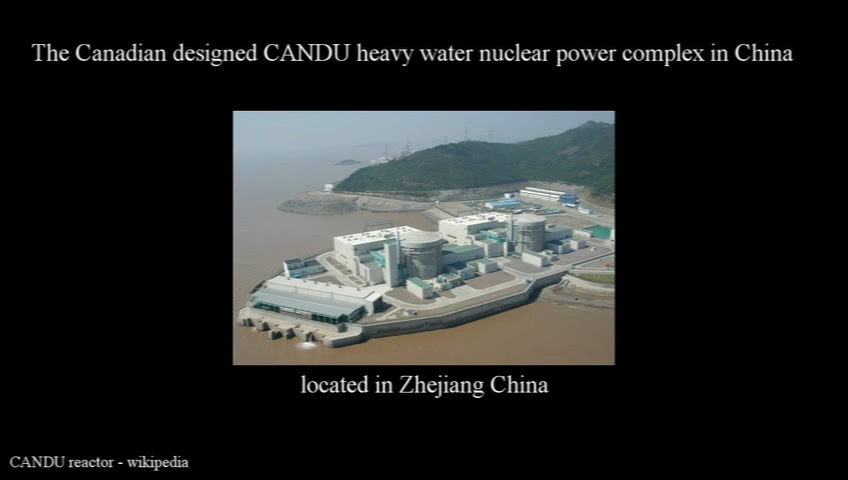 The Canadian designed CANDU heavy water nuclear power complex in China
located in Zhejiang China
CANDU reactor - wikipedia